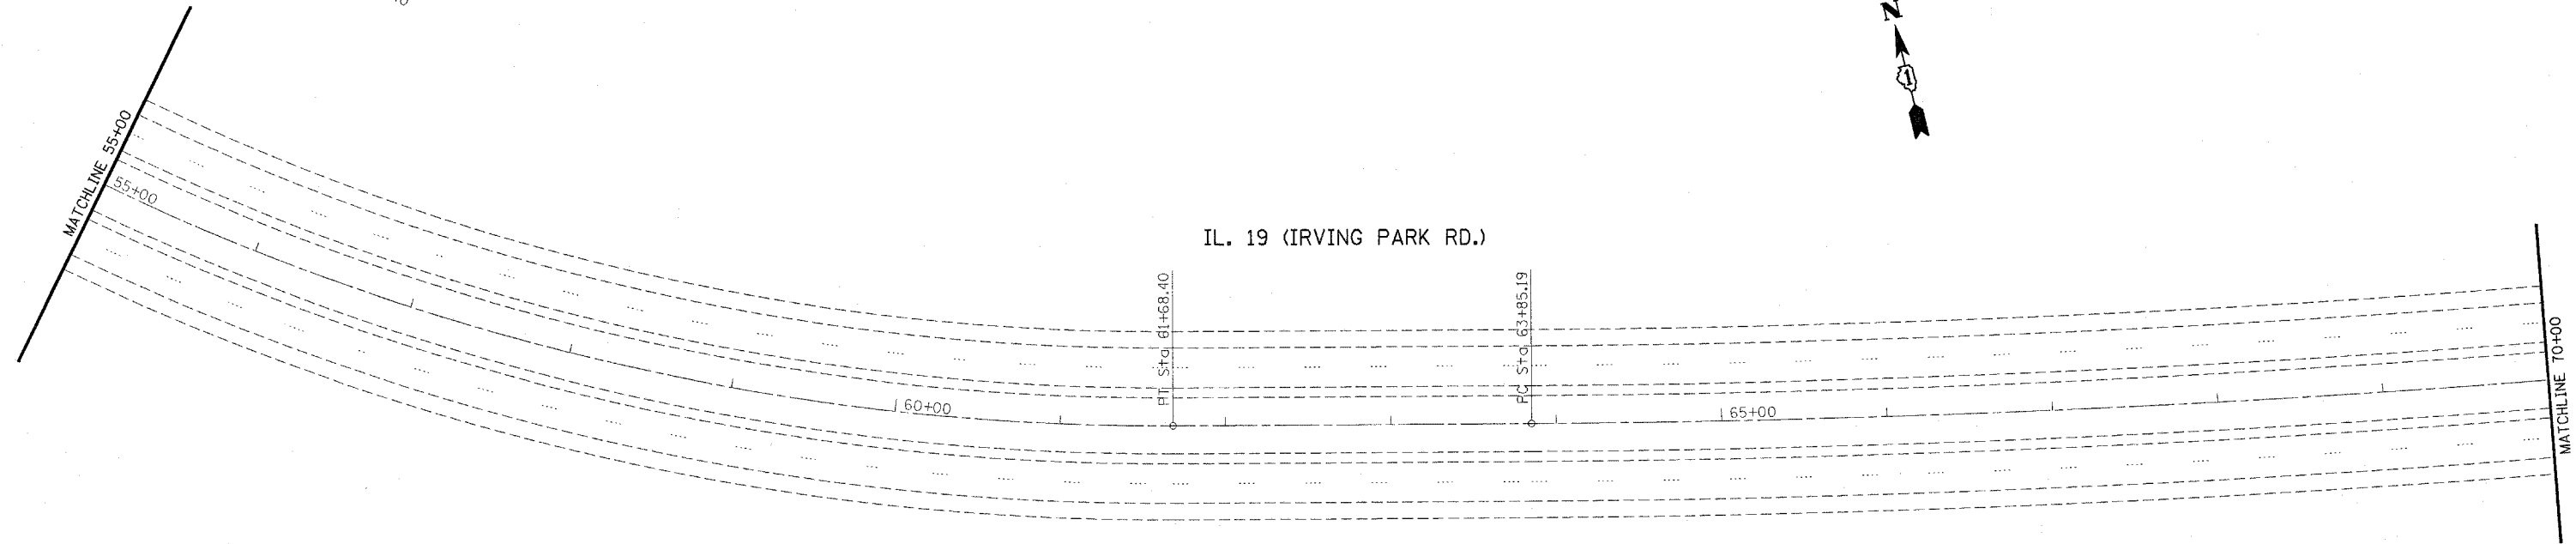 N
1
MATCHLINE 55+00
55+00
IL. 19 (IRVING PARK RD.)
PT Sta 61+68.40
PC Sta 63+85.19
60+00
65+00
MATCHLINE 70+00